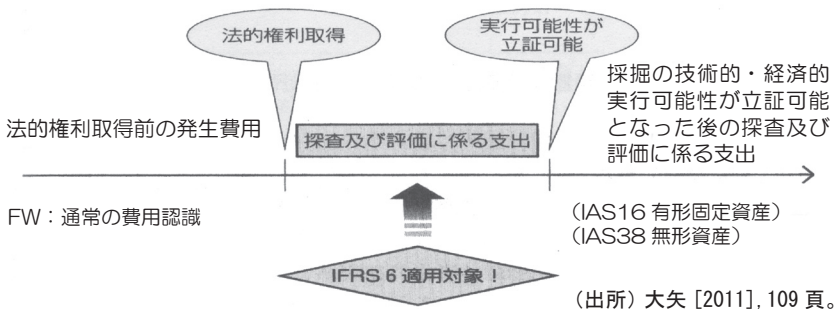 法的権利取得
実行可能性が
立証可能
法的権利取得前の発生費用
探査及び評価に係る支出
採掘の技術的・経済的
実行可能性が立証可能
となった後の探査及び
評価に係る支出
FW：通常の費用認識
（IAS16 有形固定資産）
（IAS38 無形資産）
IFRS 6 適用対象！
（出所）大矢 [2011], 109 頁。